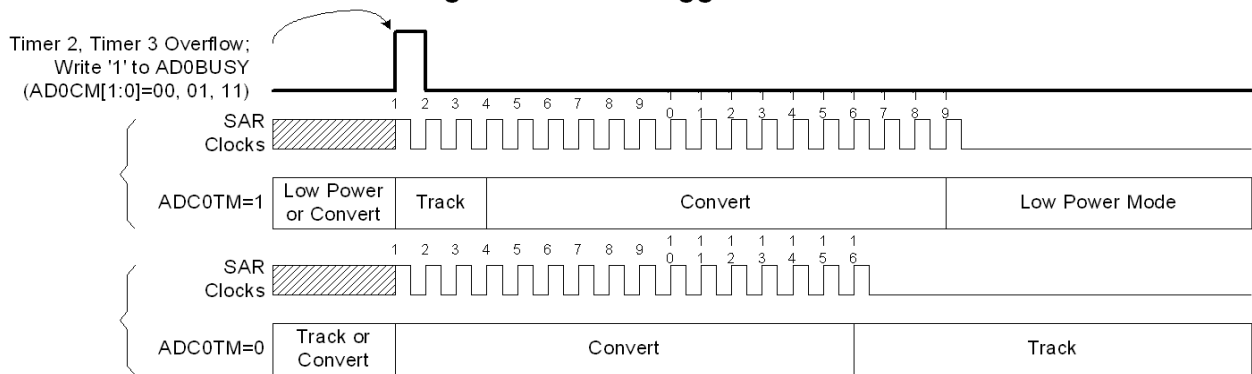 Timer 2, Timer 3 Overflow;
Write '1' to AD0BUSY
(AD0CM[1:0]=00, 01, 11)
1 2 3 4 5 6 7 8 9 10 11 12 13 14 15 16 17 18 19
SAR
Clocks
ADC0TM=1
Low Power
or Convert
Track
Convert
Low Power Mode
1 2 3 4 5 6 7 8 9 10 11 12 13 14 15 16
SAR
Clocks
ADC0TM=0
Track or
Convert
Convert
Track